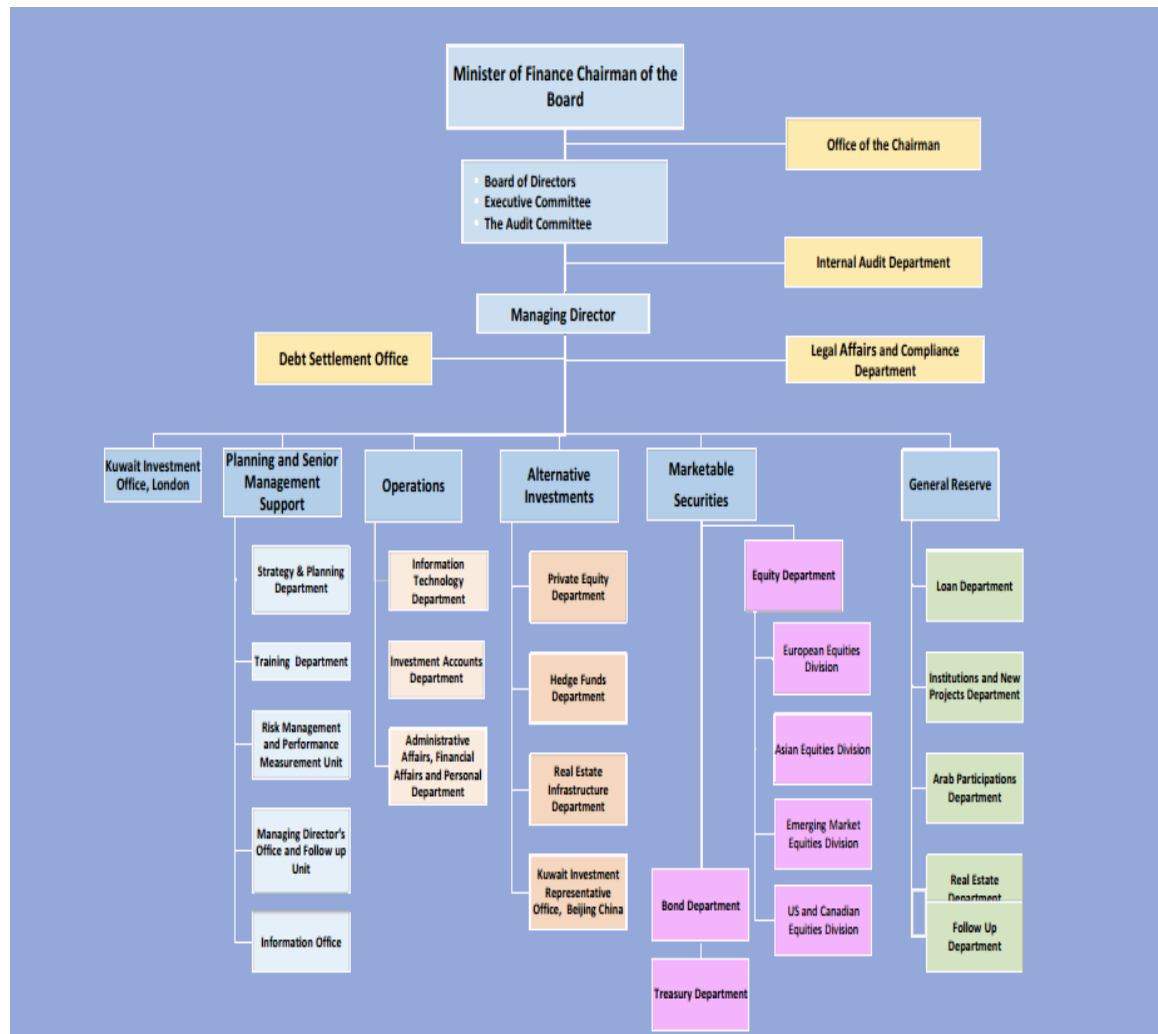 Minister of Finance Chairman of the
Board
Office of the Chairman
Board of Directors
Executive Committee
The Audit Committee
Internal Audit Department
Managing Director
Debt Settlement Office
Legal Affairs and Compliance
Department
Kuwait Investment
Office, London
Planning and Senior
Management
Support
Operations
Alternative
Investments
Marketable
Securities
General Reserve
Strategy & Planning
Department
Training Department
Risk Management
and Performance
Measurement Unit
Managing Director's
Office and Follow up
Unit
Information Office
Information
Technology
Department
Investment Accounts
Department
Administrative
Affairs, Financial
Affairs and Personal
Department
Private Equity
Department
Hedge Funds
Department
Real Estate
Infrastructure
Department
Kuwait Investment
Representative
Office, Beijing China
Equity Department
European Equities
Division
Asian Equities Division
Emerging Market
Equities Division
US and Canadian
Equities Division
Bond Department
Treasury Department
Loan Department
Institutions and New
Projects Department
Arab Participations
Department
Real Estate
Department
Follow Up
Department